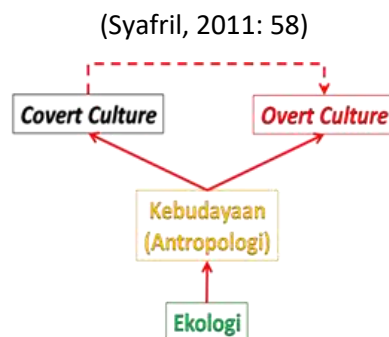 (Syafril, 2011: 58)
Covert Culture
Overt Culture
Kebudayaan
(Antropologi)
Ekologi